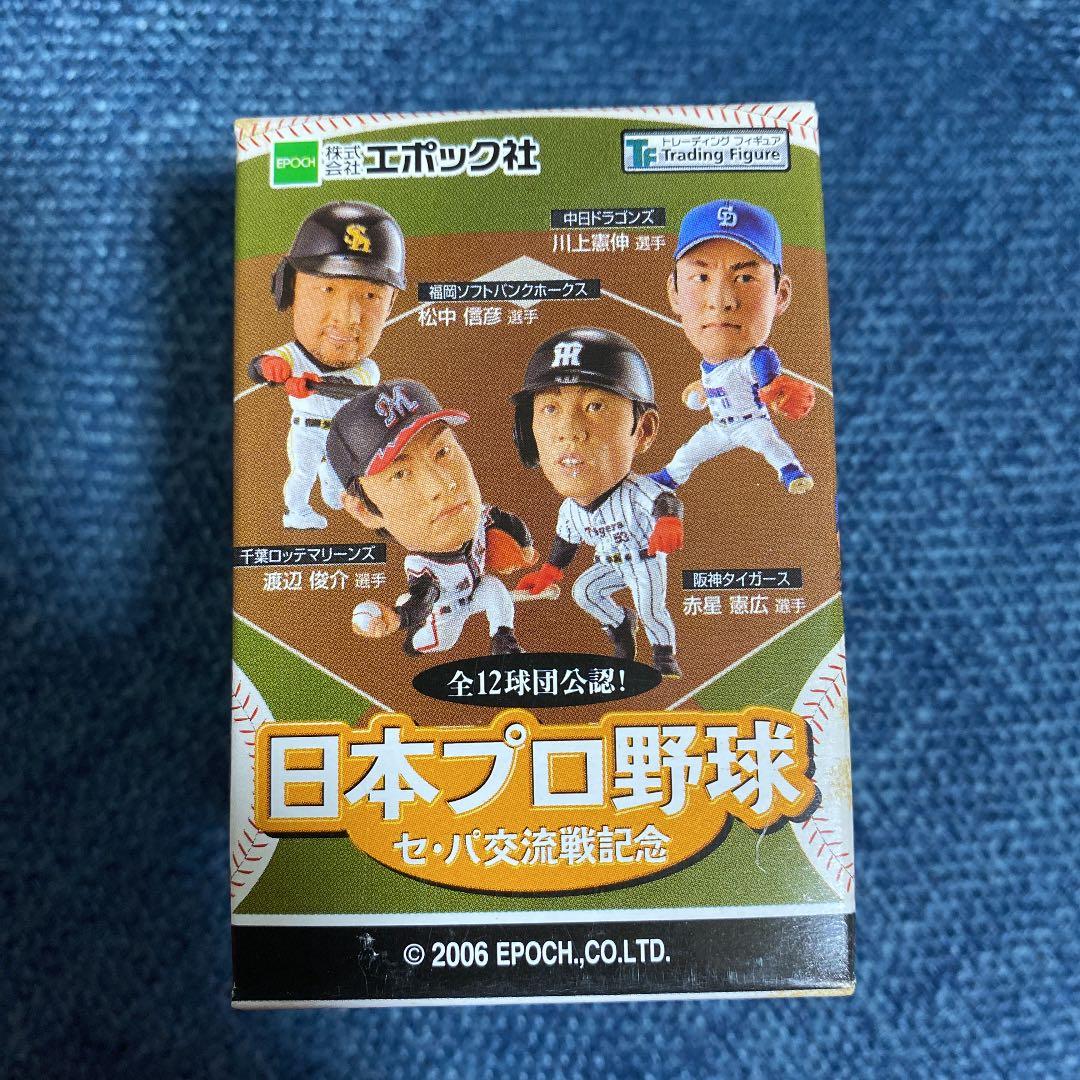 EPOCH 株式会社 エポック社
TF トレーディング フィギュア
Trading Figure
中日ドラゴンズ
川上憲伸 選手
福岡ソフトバンクホークス
松中 信彦 選手
千葉ロッテマリーンズ
渡辺 俊介 選手
阪神タイガース
赤星 憲広 選手
Tigers
53
全12球団公認!
日本プロ野球
セ・パ交流戦記念
© 2006 EPOCH.,CO.LTD.